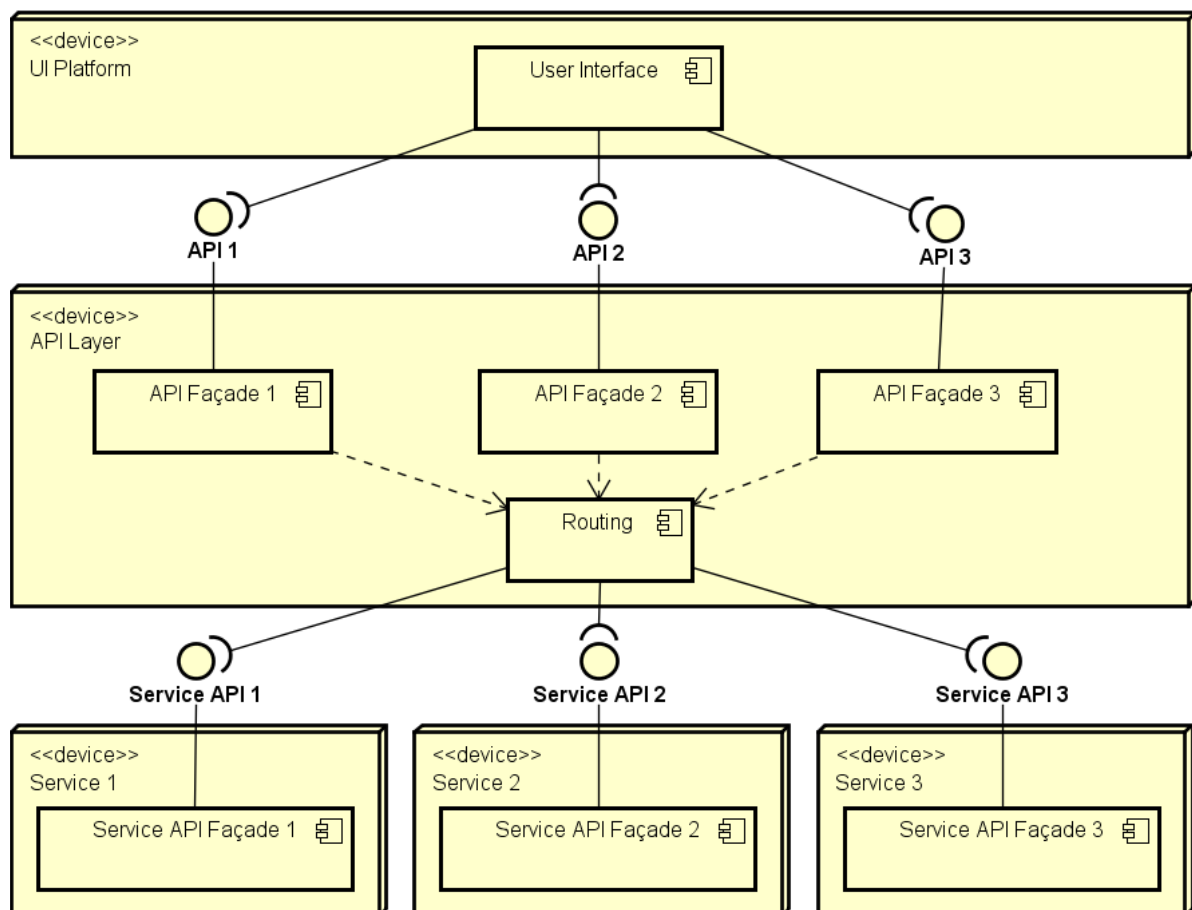 <<device>>
UI Platform
User Interface
API 1
API 2
API 3
<<device>>
API Layer
API Façade 1
API Façade 2
API Façade 3
Routing
Service API 1
Service API 2
Service API 3
<<device>>
Service 1
Service API Façade 1
<<device>>
Service 2
Service API Façade 2
<<device>>
Service 3
Service API Façade 3